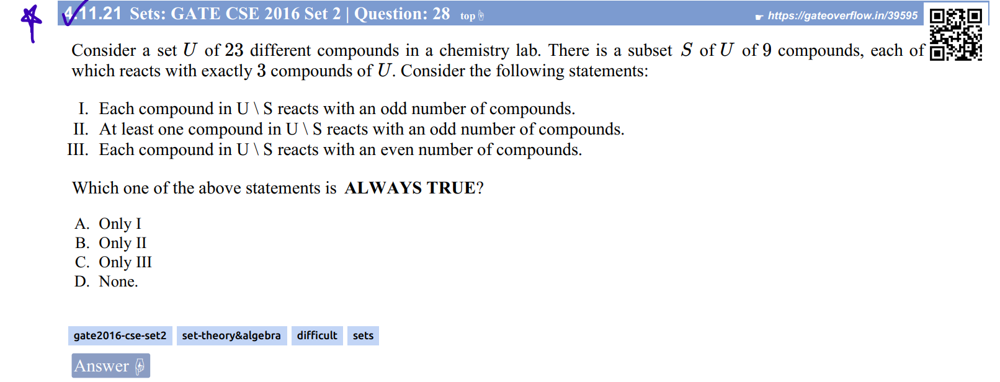 4.11.21 Sets: GATE CSE 2016 Set 2 | Question: 28 top☝ ☛ https://gateoverflow.in/39595
Consider a set U of 23 different compounds in a chemistry lab. There is a subset S of U of 9 compounds, each of
which reacts with exactly 3 compounds of U. Consider the following statements:
I. Each compound in U \ S reacts with an odd number of compounds.
II. At least one compound in U \ S reacts with an odd number of compounds.
III. Each compound in U \ S reacts with an even number of compounds.
Which one of the above statements is ALWAYS TRUE?
A. Only I
B. Only II
C. Only III
D. None.
gate2016-cse-set2 set-theory&algebra difficult sets
Answer ☟